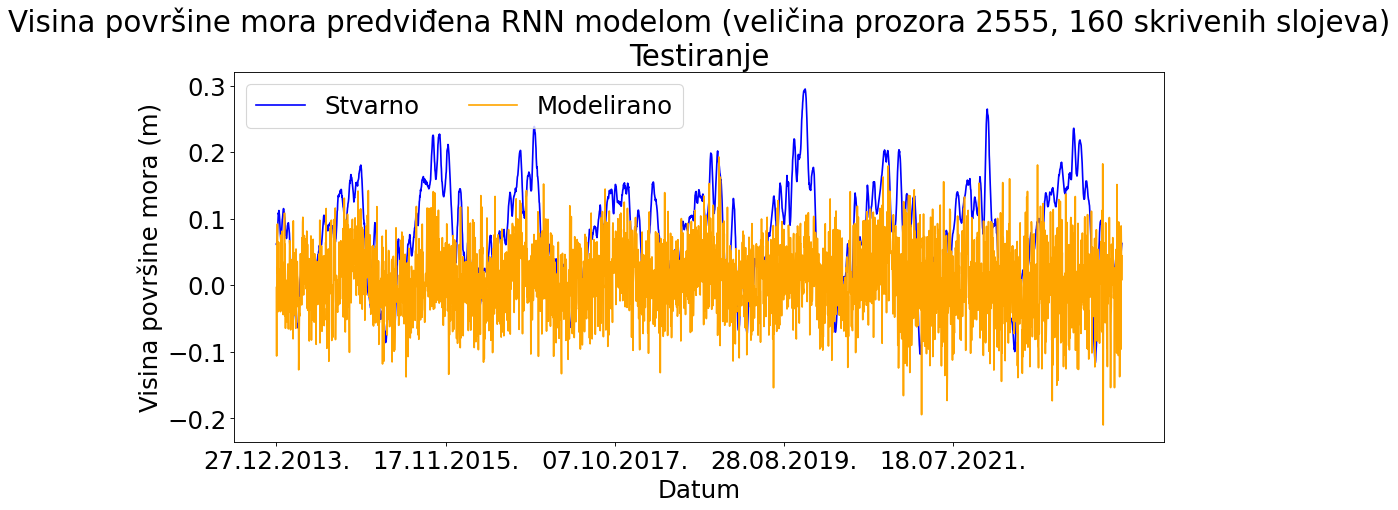 Visina površine mora predviđena RNN modelom (veličina prozora 2555, 160 skrivenih slojeva)
Testiranje
Stvarno
Modelirano
Visina površine mora (m)
0.3
0.2
0.1
0.0
−0.1
−0.2
27.12.2013.
17.11.2015.
07.10.2017.
28.08.2019.
18.07.2021.
Datum